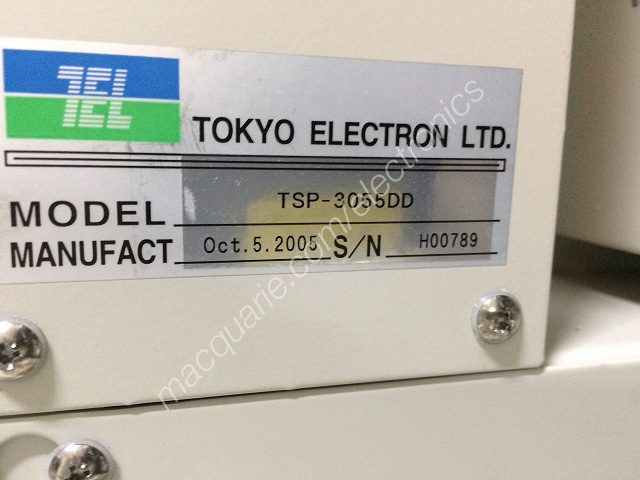 TEL
TOKYO ELECTRON LTD.
MODEL TSP-3055DD
MANUFACT Oct.5.2005 S/N H00789
macquarie.com/electronics